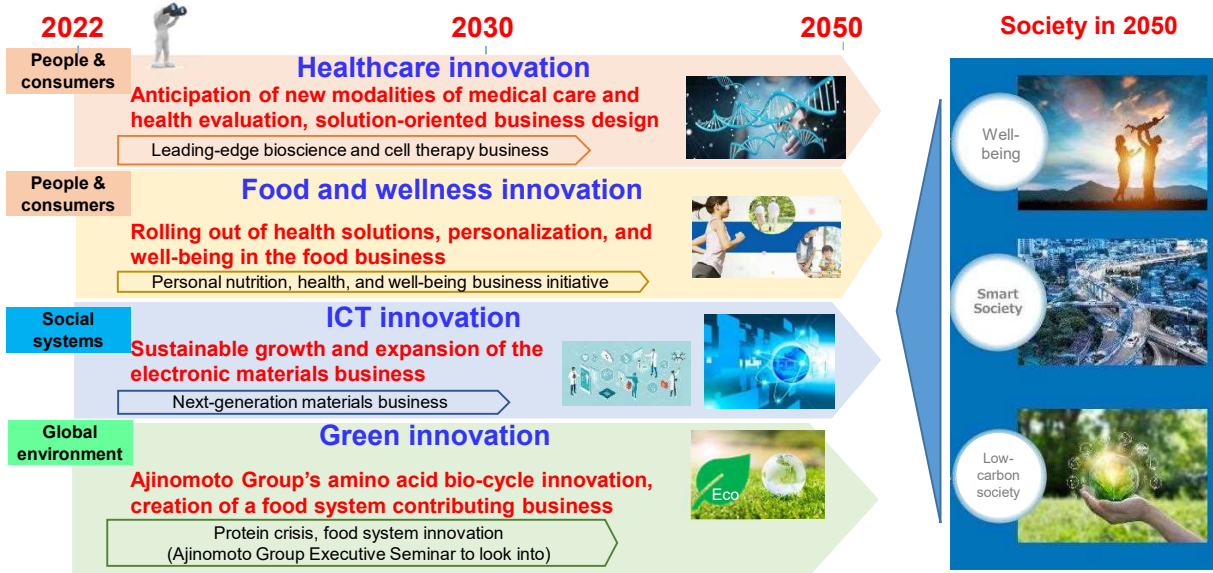 2022
2030
2050
Society in 2050
People &
consumers
Healthcare innovation
Anticipation of new modalities of medical care and
health evaluation, solution-oriented business design
Leading-edge bioscience and cell therapy business
People &
consumers
Food and wellness innovation
Rolling out of health solutions, personalization, and
well-being in the food business
Personal nutrition, health, and well-being business initiative
Social
systems
ICT innovation
Sustainable growth and expansion of the
electronic materials business
Next-generation materials business
Global
environment
Green innovation
Ajinomoto Group’s amino acid bio-cycle innovation,
creation of a food system contributing business
Protein crisis, food system innovation
(Ajinomoto Group Executive Seminar to look into)
Eco
Well-
being
Smart
Society
Low-
carbon
society